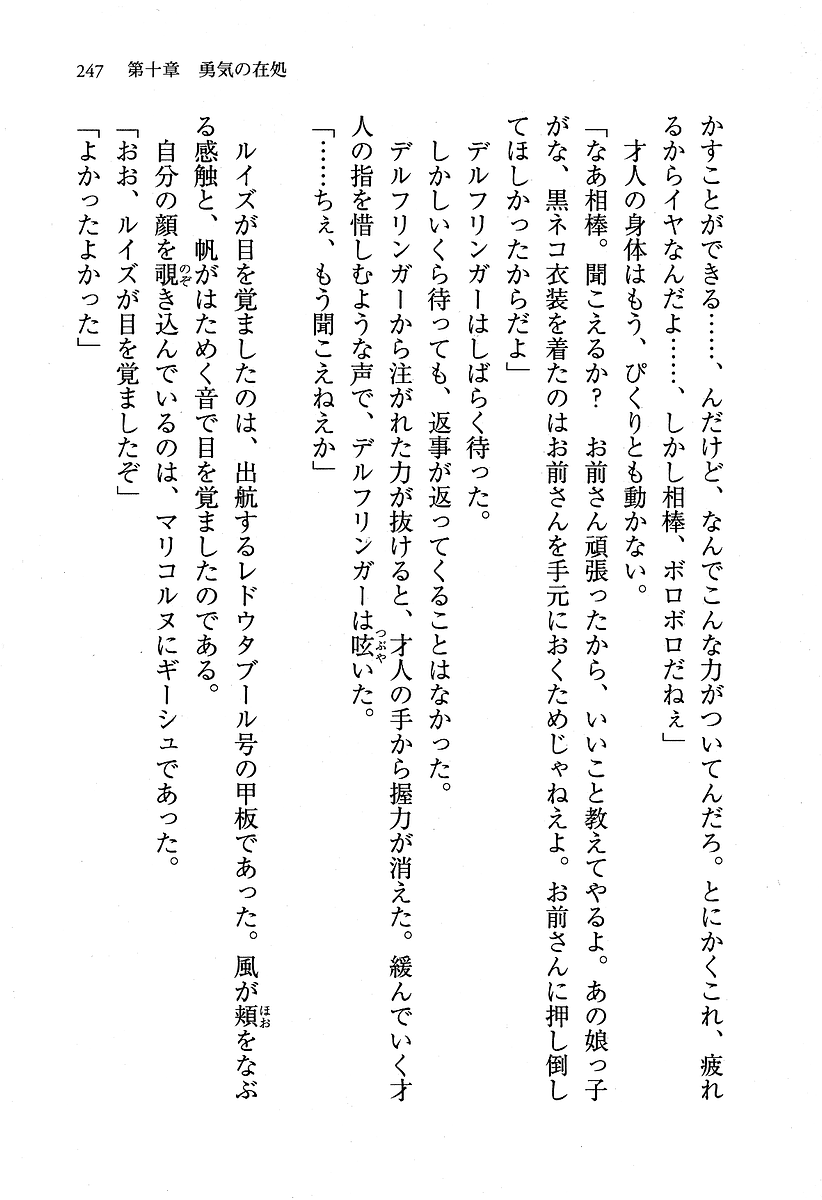 247　第十章　勇気の在処
かすことができる……、んだけど、なんでこんな力がついてんだろ。とにかくこれ、疲れ
るからイヤなんだよ……、しかし相棒、ボロボロだねぇ」
　才人の身体はもう、ぴくりとも動かない。
「なあ相棒。聞こえるか？　お前さん頑張ったから、いいこと教えてやるよ。あの娘っ子
がな、黒ネコ衣装を着たのはお前さんを手元におくためじゃねえよ。お前さんに押し倒し
てほしかったからだよ」
　デルフリンガーはしばらく待った。
　しかしいくら待っても、返事が返ってくることはなかった。
　デルフリンガーから注がれた力が抜けると、才人の手から握力が消えた。緩んでいく才
人の指を惜しむような声で、デルフリンガーは呟いた。
つぶや
「……ちぇ、もう聞こえねえか」
　ルイズが目を覚ましたのは、出航するレドウタブール号の甲板であった。風が頬をなぶ
ほお
る感触と、帆がはためく音で目を覚ましたのである。
　自分の顔を覗き込んでいるのは、マリコルヌにギーシュであった。
のぞ
「おお、ルイズが目を覚ましたぞ」
「よかったよかった」